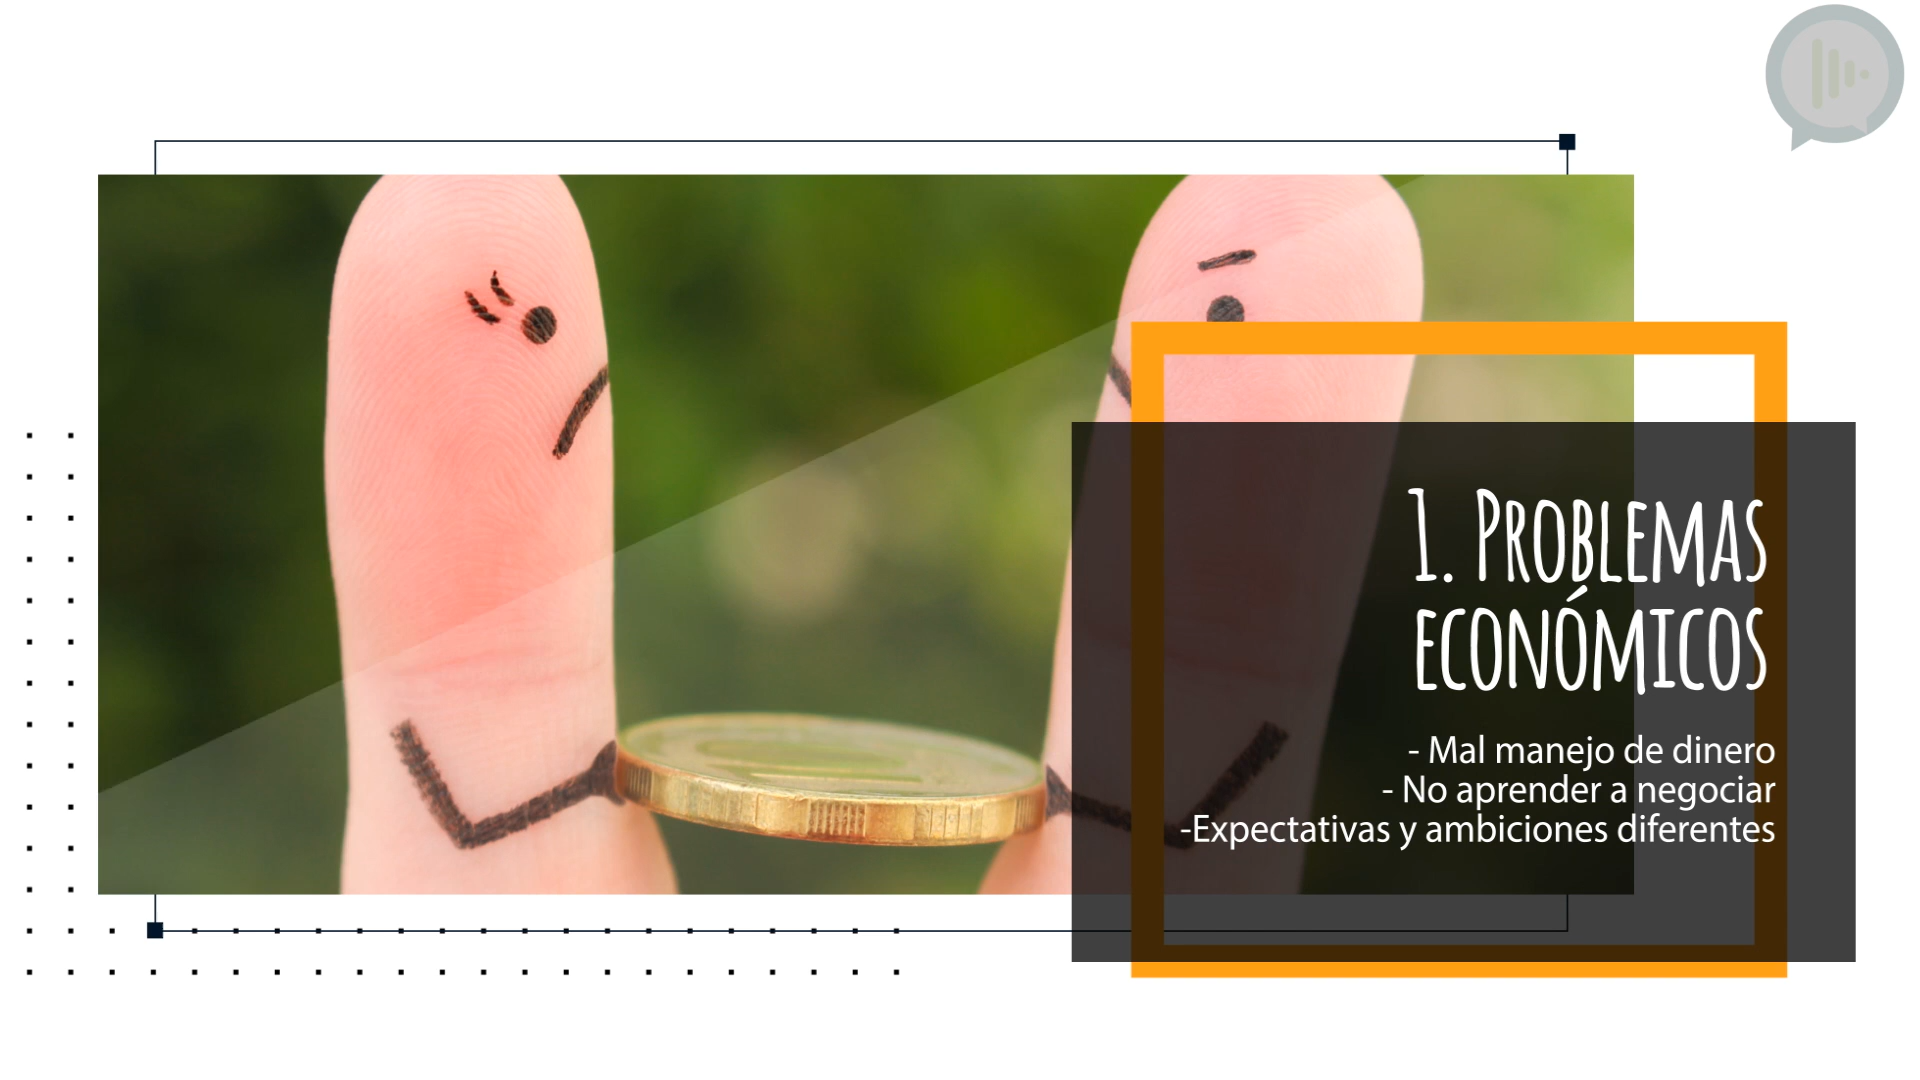 1. Problemas
económicos
- Mal manejo de dinero
- No aprender a negociar
-Expectativas y ambiciones diferentes